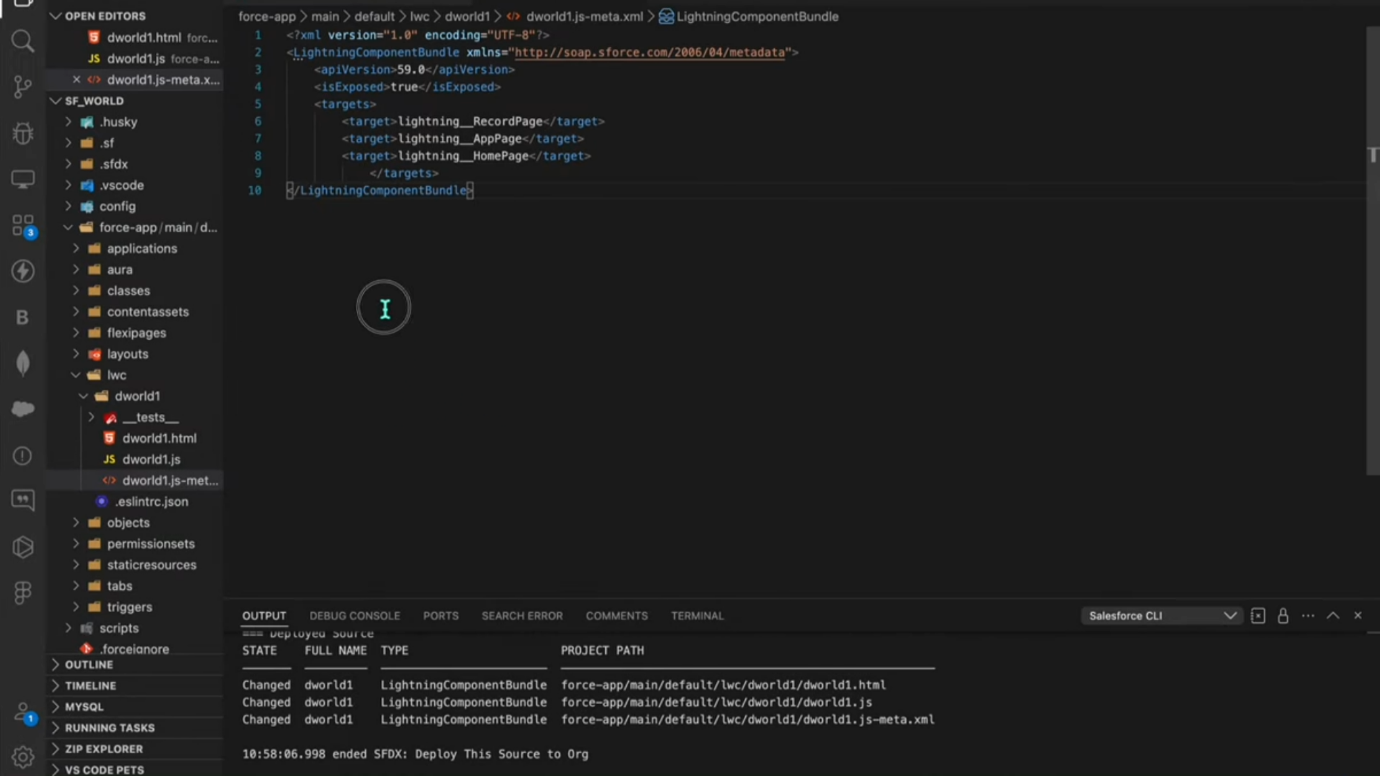 OPEN EDITORS
dworld1.html forc...
dworld1.js force-a...
dworld1.js-meta.x...
SF_WORLD
.husky
.sf
.sfdx
.vscode
config
force-app/main/d...
applications
aura
classes
contentassets
flexipages
layouts
lwc
dworld1
__tests__
dworld1.html
JS dworld1.js
dworld1.js-met...
.eslintrc.json
objects
permissionsets
staticresources
tabs
triggers
scripts
.forceignore
OUTLINE
TIMELINE
MYSQL
RUNNING TASKS
ZIP EXPLORER
VS CODE PETS
3
B
1
force-app > main > default > lwc > dworld1 > dworld1.js-meta.xml > LightningComponentBundle
1 <?xml version="1.0" encoding="UTF-8"?>
2 <LightningComponentBundle xmlns="http://soap.sforce.com/2006/04/metadata">
3 <apiVersion>59.0</apiVersion>
4 <isExposed>true</isExposed>
5 <targets>
6 <target>lightning__RecordPage</target>
7 <target>lightning__AppPage</target>
8 <target>lightning__HomePage</target>
9 </targets>
10 </LightningComponentBundle>
OUTPUT DEBUG CONSOLE PORTS SEARCH ERROR COMMENTS TERMINAL Salesforce CLI
=== Deployed Source
STATE FULL NAME TYPE PROJECT PATH
Changed dworld1 LightningComponentBundle force-app/main/default/lwc/dworld1/dworld1.html
Changed dworld1 LightningComponentBundle force-app/main/default/lwc/dworld1/dworld1.js
Changed dworld1 LightningComponentBundle force-app/main/default/lwc/dworld1/dworld1.js-meta.xml
10:58:06.998 ended SFDX: Deploy This Source to Org